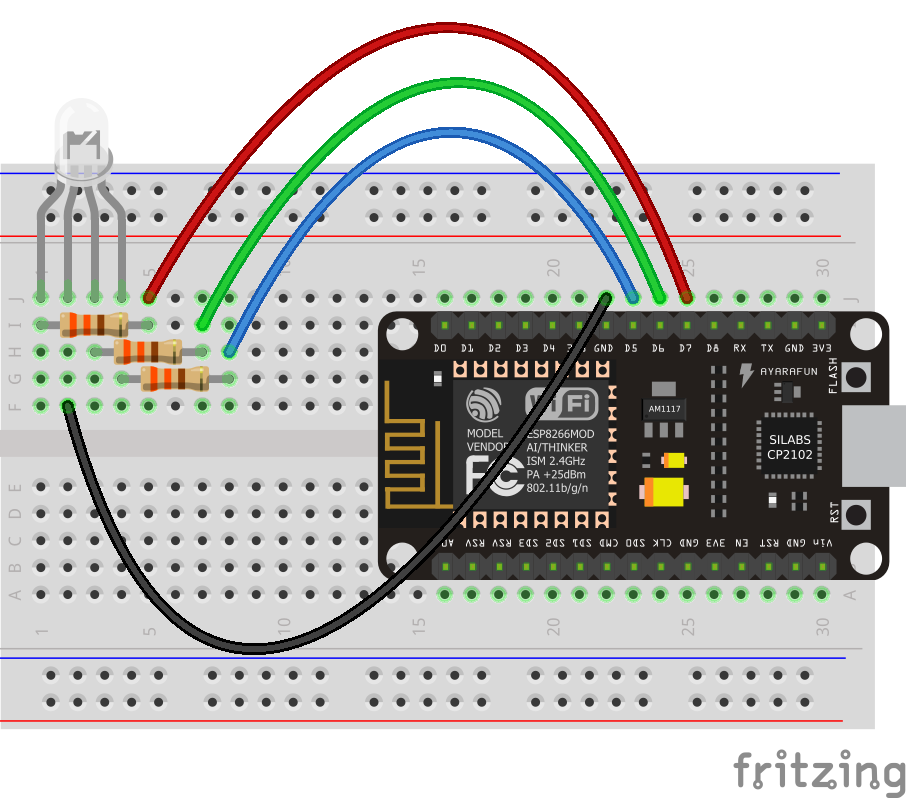 1 5 10 15 20 25 30
J J
I
H
G
F
D0 D1 D2 D3 D4 3V3 GND D5 D6 D7 D8 RX TX GND 3V3
FLASH
AYARAFUN
AM1117
Wi Fi
MODEL ESP8266MOD
VENDOR AI/THINKER
ISM 2.4GHz
PA +25dBm
802.11b/g/n
FC
SILABS
CP2102
RST
E
D
C
B
A0 RSV RSV SD3 SD2 SD1 CMD SD0 CLK GND 3V3 EN RST GND Vin
A A
1 5 10 15 20 25 30
fritzing